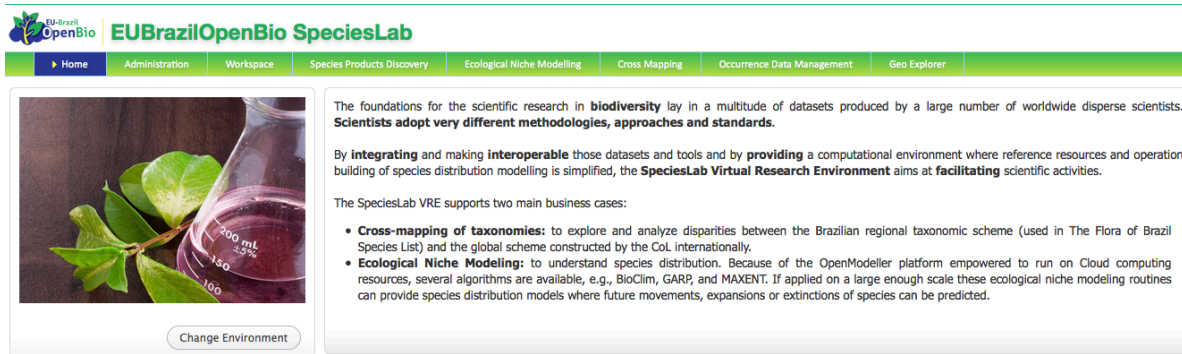 EU-Brazil
OpenBio
EUBrazilOpenBio SpeciesLab
Home
Administration
Workspace
Species Products Discovery
Ecological Niche Modelling
Cross Mapping
Occurrence Data Management
Geo Explorer
200 mL
±5%
150
100
Change Environment
The foundations for the scientific research in biodiversity lay in a multitude of datasets produced by a large number of worldwide disperse scientists.
Scientists adopt very different methodologies, approaches and standards.
By integrating and making interoperable those datasets and tools and by providing a computational environment where reference resources and operation
building of species distribution modelling is simplified, the SpeciesLab Virtual Research Environment aims at facilitating scientific activities.
The SpeciesLab VRE supports two main business cases:
• Cross-mapping of taxonomies: to explore and analyze disparities between the Brazilian regional taxonomic scheme (used in The Flora of Brazil
Species List) and the global scheme constructed by the CoL internationally.
• Ecological Niche Modeling: to understand species distribution. Because of the OpenModeller platform empowered to run on Cloud computing
resources, several algorithms are available, e.g., BioClim, GARP, and MAXENT. If applied on a large enough scale these ecological niche modeling routines
can provide species distribution models where future movements, expansions or extinctions of species can be predicted.